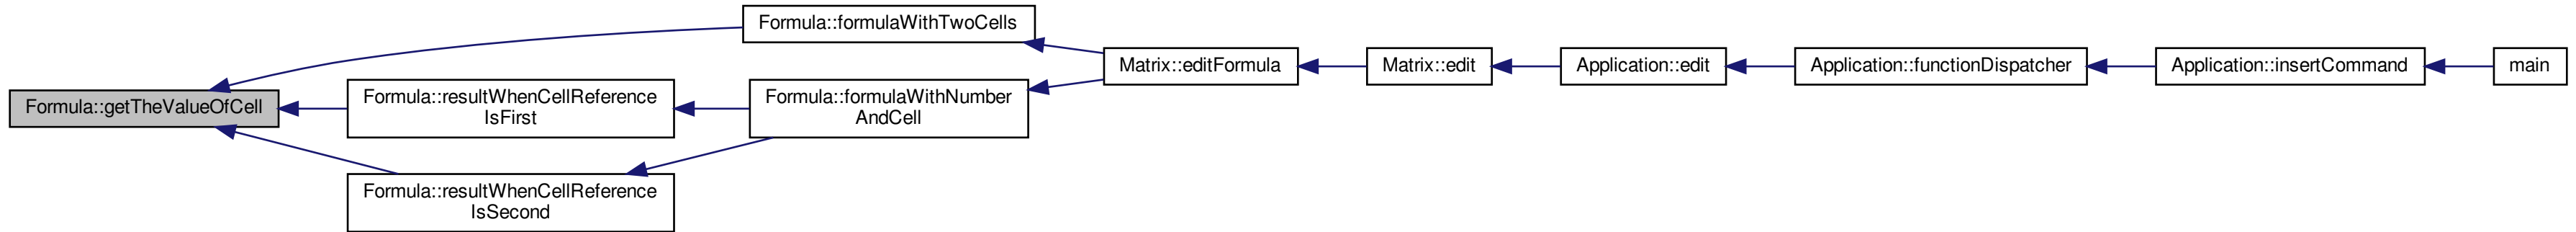 Formula::getTheValueOfCell
Formula::formulaWithTwoCells
Formula::resultWhenCellReference
IsFirst
Formula::resultWhenCellReference
IsSecond
Formula::formulaWithNumber
AndCell
Matrix::editFormula
Matrix::edit
Application::edit
Application::functionDispatcher
Application::insertCommand
main